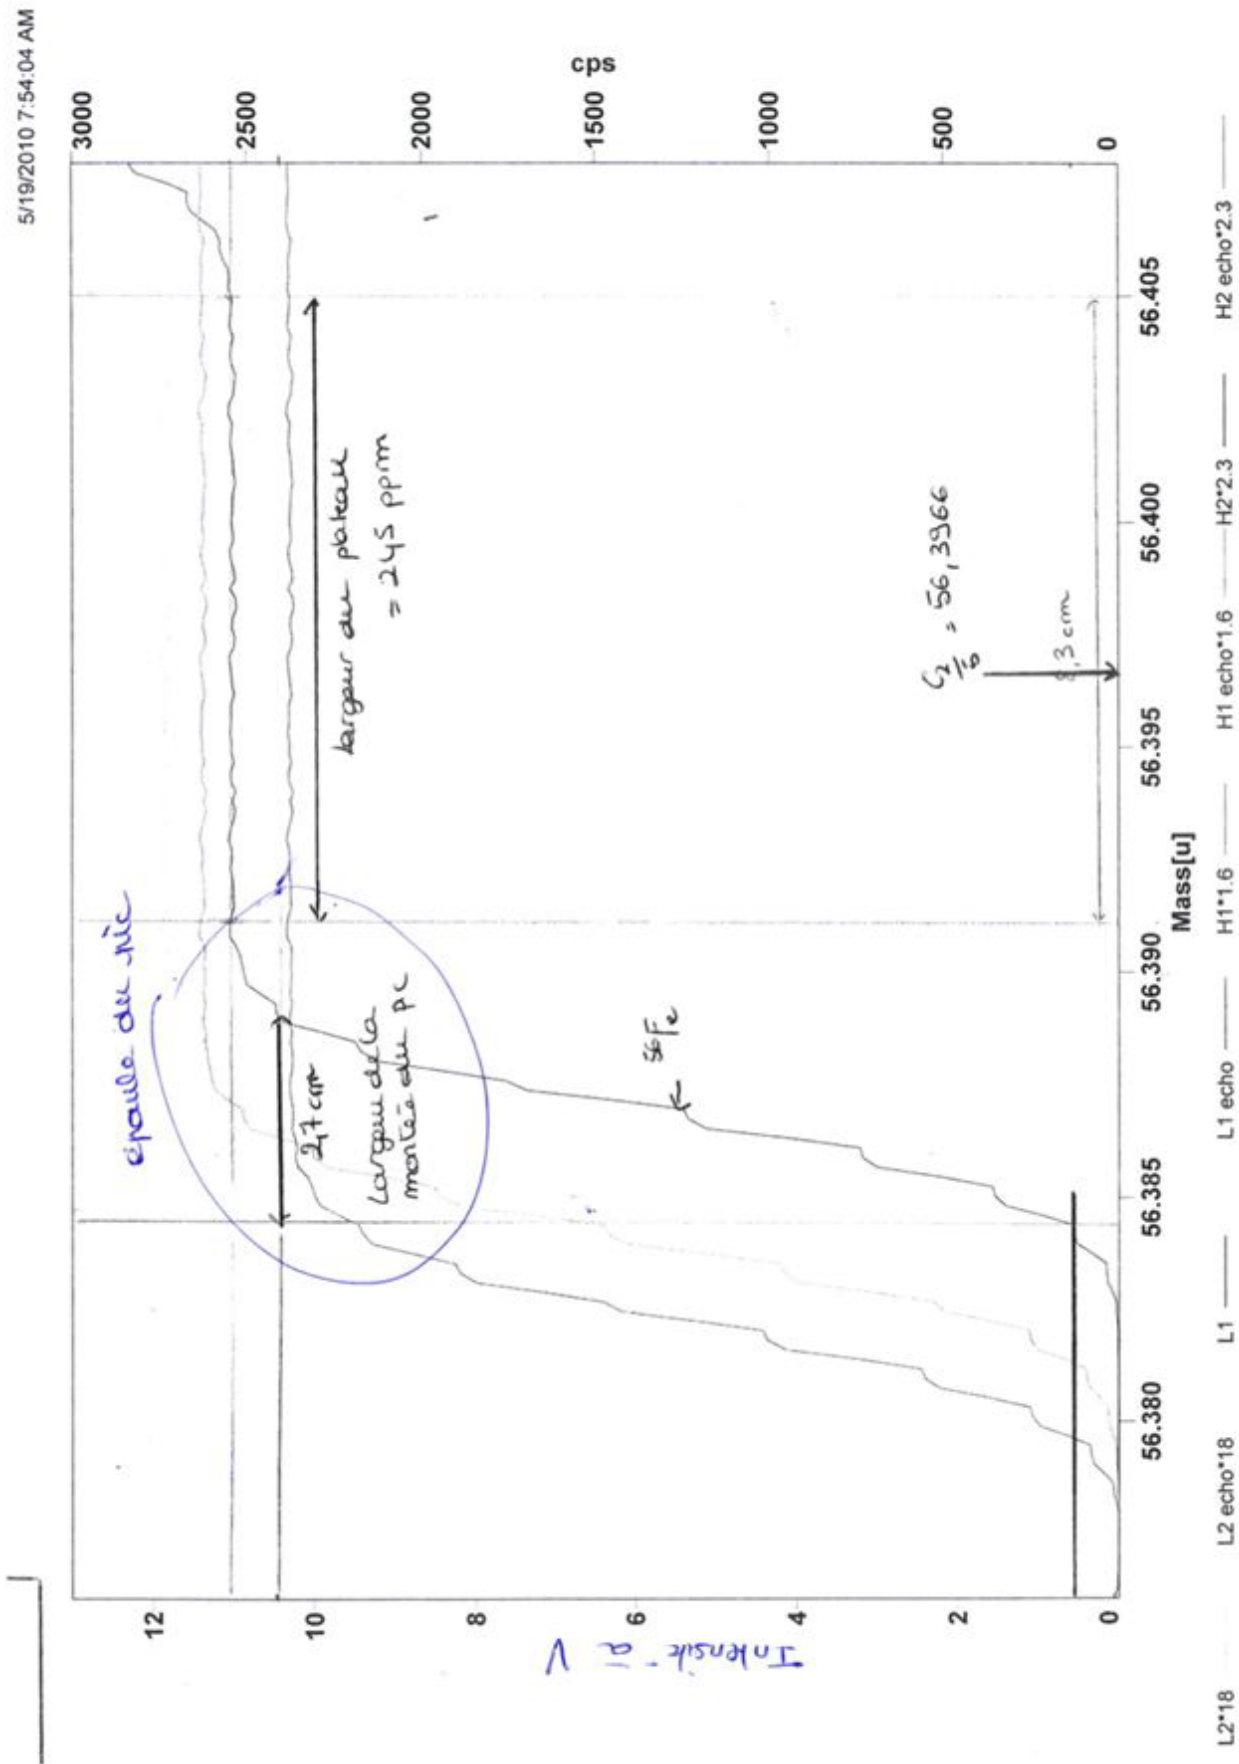 5/19/2010 7:54:04 AM
épaule du pic
12
10
8
6
4
2
0
Intensité V
3000
2500
2000
1500
1000
500
0
cps
2,7 cm
Largeur de la
montée du pic
largeur du plateau
= 245 ppm
56Fe
= 56,3966
8,3 cm
56.380
56.385
56.390
56.395
56.400
56.405
Mass[u]
L2*18
L2 echo*18
L1
L1 echo
H1*1.6
H1 echo*1.6
H2*2.3
H2 echo*2.3